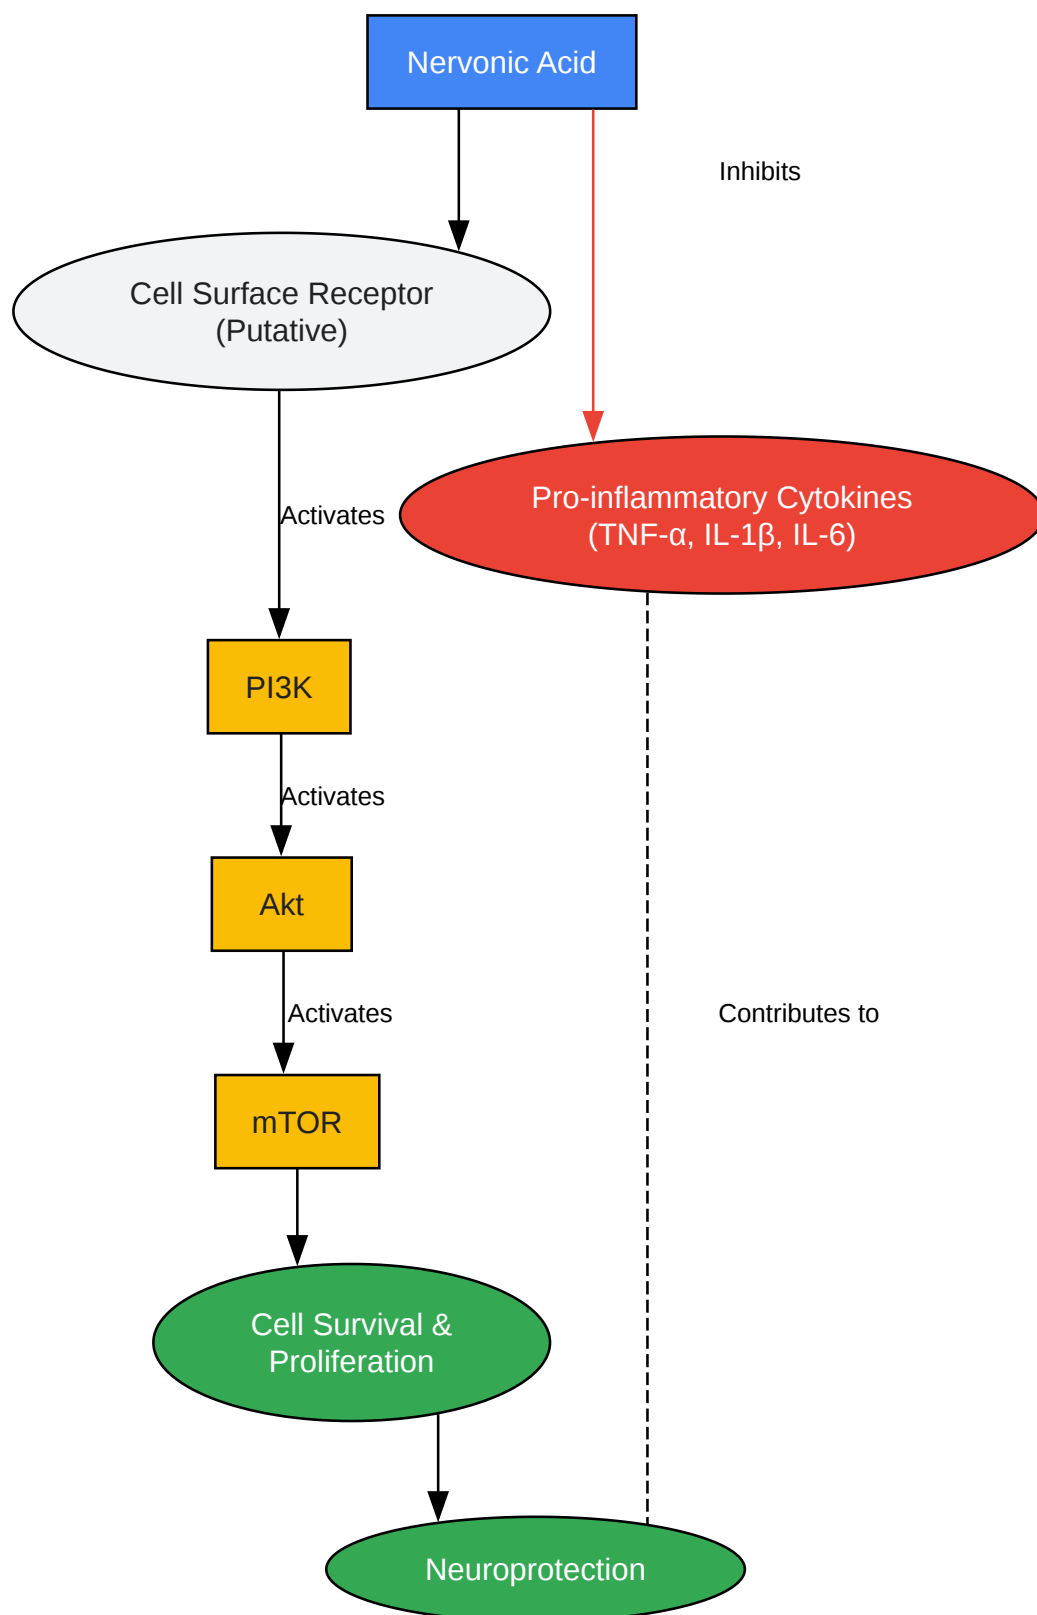 Nervonic Acid
Inhibits
Cell Surface Receptor
(Putative)
Pro-inflammatory Cytokines
(TNF-α, IL-1β, IL-6)
Activates
PI3K
Activates
Akt
Activates
Contributes to
mTOR
Cell Survival &
Proliferation
Neuroprotection